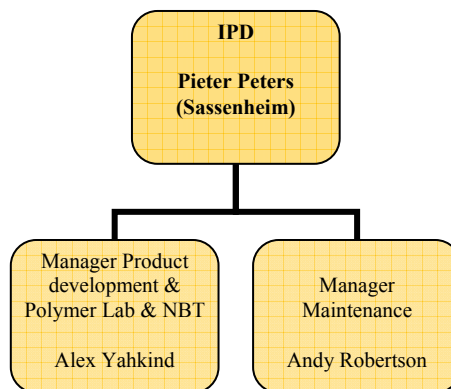 IPD
Pieter Peters
(Sassenheim)
Manager Product
development &
Polymer Lab & NBT
Alex Yahkind
Manager
Maintenance
Andy Robertson